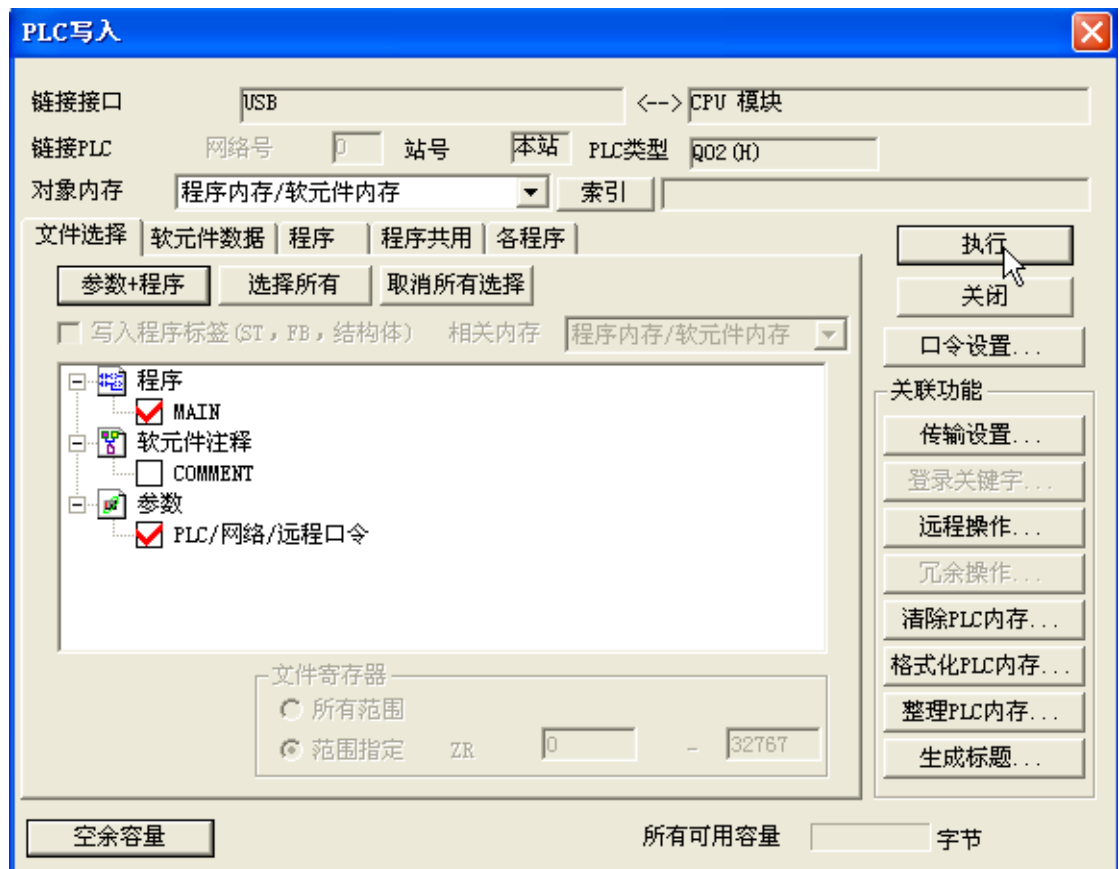 PLC写入
链接接口 USB <--> CPU 模块
链接PLC 网络号 0 站号 本站 PLC类型 Q02(H)
对象内存 程序内存/软元件内存 索引
文件选择 软元件数据 程序 程序共用 各程序
执行
参数+程序 选择所有 取消所有选择
关闭
写入程序标签(ST,FB,结构体) 相关内存 程序内存/软元件内存
口令设置...
程序
MAIN
软元件注释
COMMENT
参数
PLC/网络/远程口令
关联功能
传输设置...
登录关键字...
远程操作...
冗余操作...
清除PLC内存...
格式化PLC内存...
整理PLC内存...
生成标题...
文件寄存器
所有范围
范围指定 ZR 0 - 32767
空余容量 所有可用容量 字节